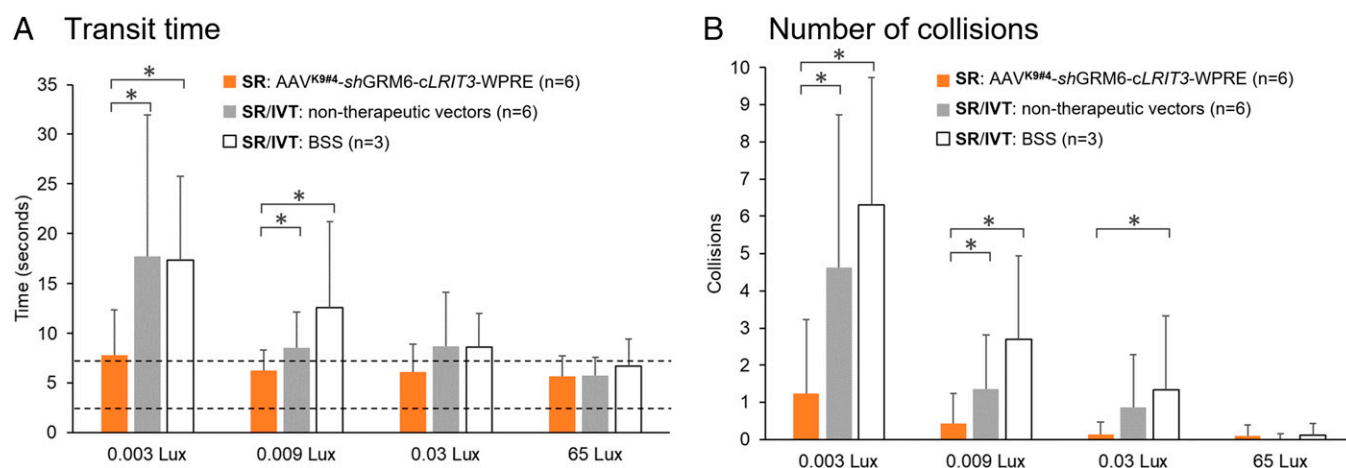 A Transit time
35
30
25
20
15
10
5
0
Time (seconds)
SR: AAVK9#4-shGRM6-cLRIT3-WPRE (n=6)
SR/IVT: non-therapeutic vectors (n=6)
SR/IVT: BSS (n=3)
*
*
*
*
0.003 Lux 0.009 Lux 0.03 Lux 65 Lux
B Number of collisions
10
9
8
7
6
5
4
3
2
1
0
Collisions
SR: AAVK9#4-shGRM6-cLRIT3-WPRE (n=6)
SR/IVT: non-therapeutic vectors (n=6)
SR/IVT: BSS (n=3)
*
*
*
*
*
0.003 Lux 0.009 Lux 0.03 Lux 65 Lux